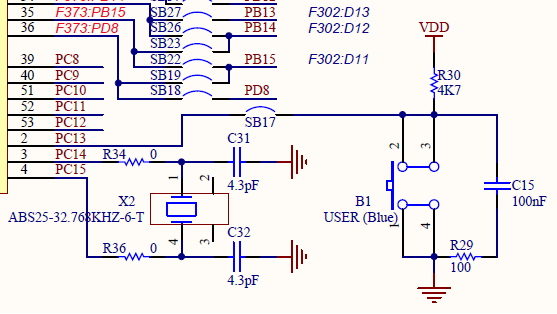 35 F373:PB15 SB27 PB13 F302:D13
36 F373:PD8 SB26 PB14 F302:D12
SB23
39 PC8 SB22 PB15 F302:D11
40 PC9 SB19
51 PC10 SB18 PD8
52 PC11
53 PC12 SB17
2 PC13
3 PC14 R34 0 C31
4 PC15
4.3pF
1 2
X2
ABS25-32.768KHZ-6-T
4 3
C32
R36 0
4.3pF
VDD
R30
4K7
2 3
B1
USER (Blue)
1 4
C15
100nF
R29
100